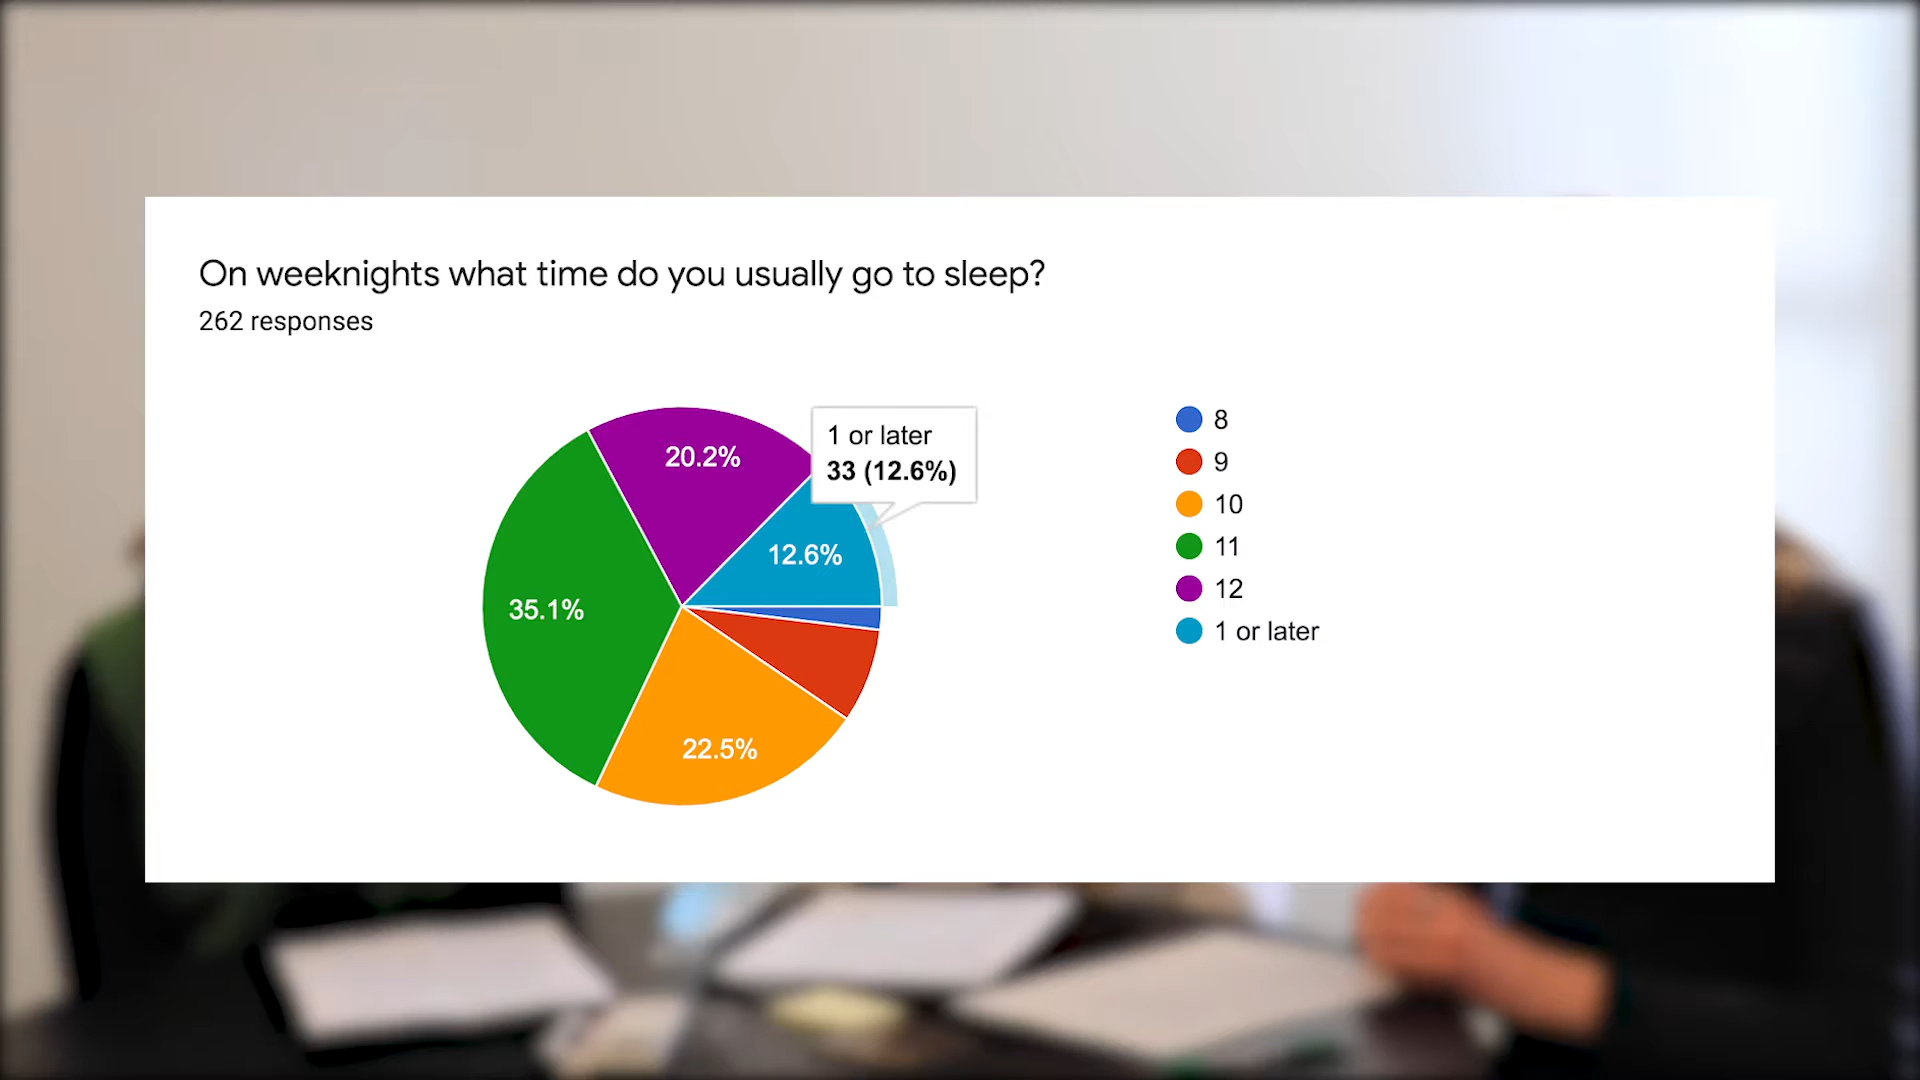 On weeknights what time do you usually go to sleep?
262 responses
20.2%
1 or later
33 (12.6%)
12.6%
35.1%
22.5%
8
9
10
11
12
1 or later